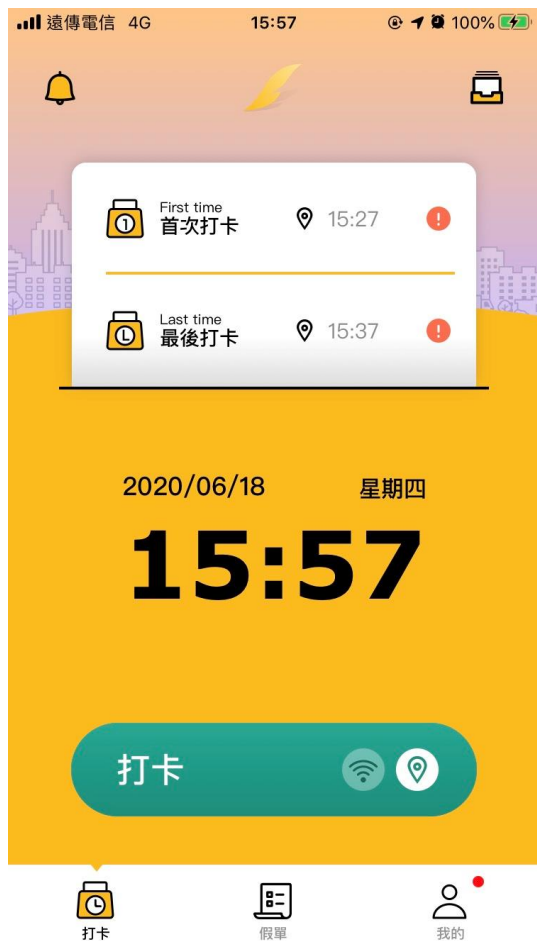 遠傳電信 4G 15:57 100%
First time
首次打卡 15:27
Last time
最後打卡 15:37
2020/06/18 星期四
15:57
打卡
打卡 假單 我的